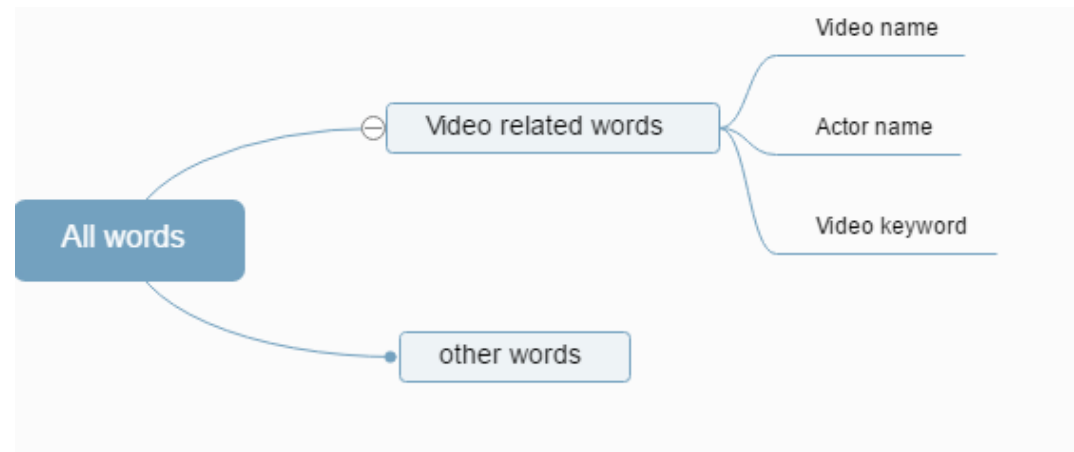 Video name
Video related words
Actor name
All words
Video keyword
other words